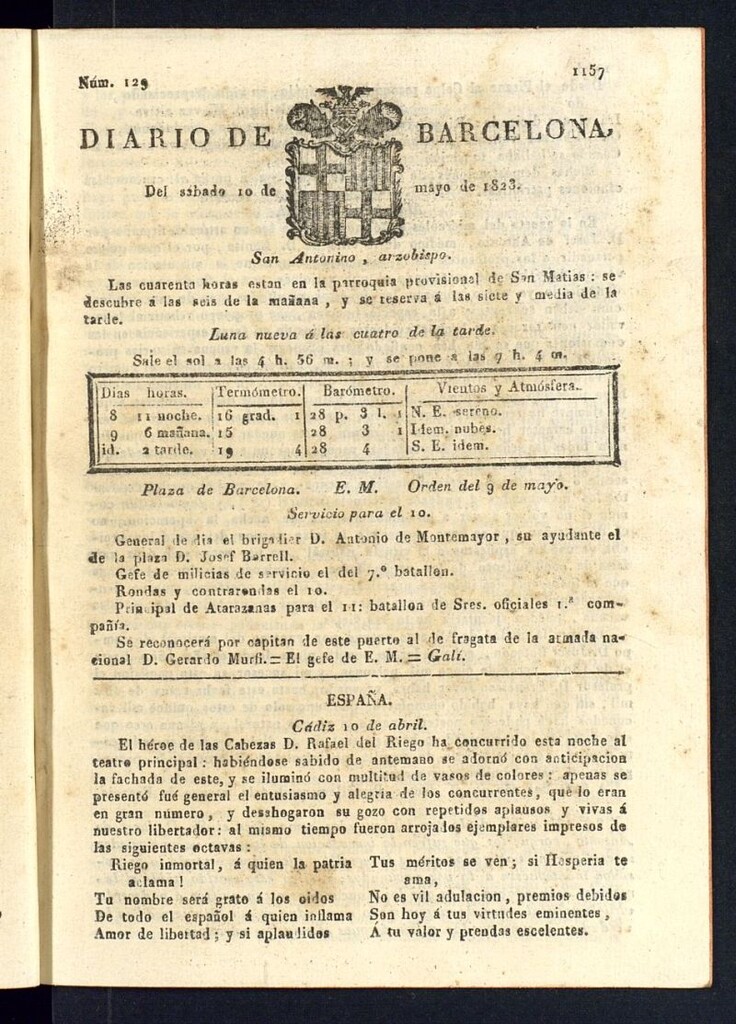 Núm. 129
1157
DIARIO DE BARCELONA,
Del sábado 10 de mayo de 1823.
San Antonino, arzobispo.
Las cuarenta horas estan en la parroquia provisional de San Matias: se
descubre á las seis de la mañana, y se reserva á las siete y media de la
tarde.
Luna nueva á las cuatro de la tarde.
Sale el sol a las 4 h. 56 m.; y se pone a las 7 h. 4 m.
Dias horas. Termómetro. Barómetro. Vientos y Atmósfera.
8 11 noche. 16 grad. 1 28 p. 3 l. 1 N. E. sereno.
9 6 mañana. 15 28 3 1 Idem. nubes.
id. 2 tarde. 19 4 28 4 S. E. idem.
Plaza de Barcelona. E. M. Orden del 9 de mayo.
Servicio para el 10.
General de dia el brigadier D. Antonio de Montemayor, su ayudante el
de la plaza D. Josef Barrell.
Gefe de milicias de servicio el del 7.º batallon.
Rondas y contrarondas el 10.
Principal de Atarazanas para el 11: batallon de Sres. oficiales 1.ª com-
pañía.
Se reconocerá por capitan de este puerto al de fragata de la armada na-
cional D. Gerardo Murfi. = El gefe de E. M. = Galí.
ESPAÑA.
Cádiz 10 de abril.
El héroe de las Cabezas D. Rafael del Riego ha concurrido esta noche al
teatro principal: habiéndose sabido de antemano se adornó con anticipacion
la fachada de este, y se iluminó con multitud de vasos de colores: apenas se
presentó fué general el entusiasmo y alegria de los concurrentes, que lo eran
en gran número, y desahogaron su gozo con repetidos aplausos y vivas á
nuestro libertador: al mismo tiempo fueron arrojados ejemplares impresos de
las siguientes octavas:
Riego inmortal, á quien la patria
aclama!
Tu nombre será grato á los oidos
De todo el español á quien inflama
Amor de libertad; y si aplaudidos
Tus méritos se ven; si Hesperia te
ama,
No es vil adulacion, premios debidos
Son hoy á tus virtudes eminentes,
Á tu valor y prendas escelentes.